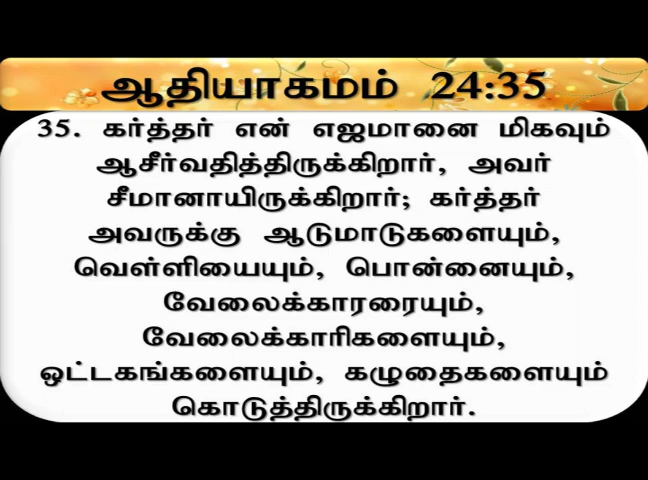 ஆதியாகமம் 24:35
35. கர்த்தர் என் எஜமானை மிகவும்
ஆசீர்வதித்திருக்கிறார், அவர்
சீமானாயிருக்கிறார்; கர்த்தர்
அவருக்கு ஆடுமாடுகளையும்,
வெள்ளியையும், பொன்னையும்,
வேலைக்காரரையும்,
வேலைக்காரிகளையும்,
ஒட்டகங்களையும், கழுதைகளையும்
கொடுத்திருக்கிறார்.